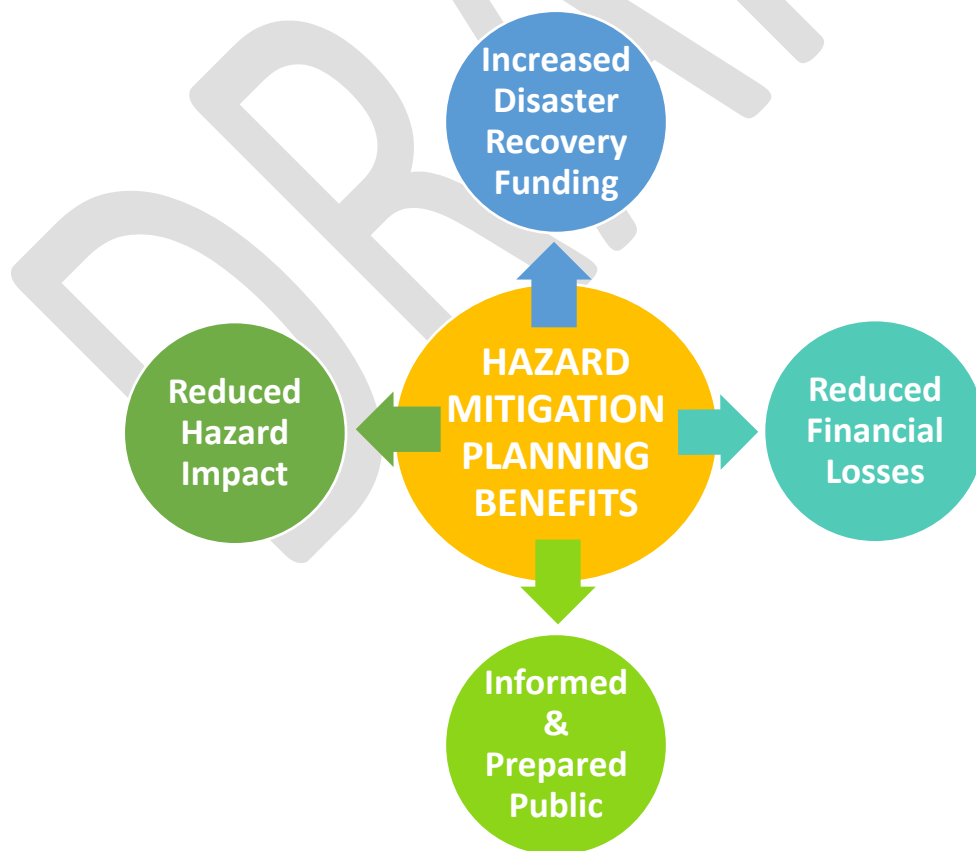 Increased
Disaster
Recovery
Funding
HAZARD
MITIGATION
PLANNING
BENEFITS
Reduced
Hazard
Impact
Reduced
Financial
Losses
Informed
&
Prepared
Public